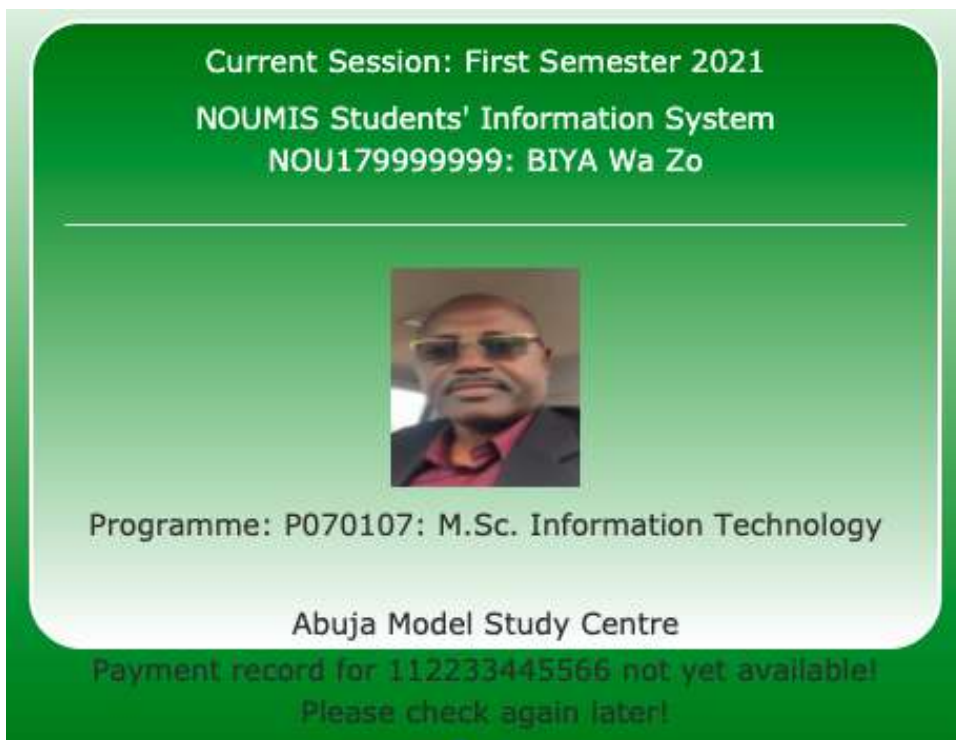 Current Session: First Semester 2021
NOUMIS Students' Information System
NOU179999999: BIYA Wa Zo
Programme: P070107: M.Sc. Information Technology
Abuja Model Study Centre
Payment record for 112233445566 not yet available!
Please check again later!